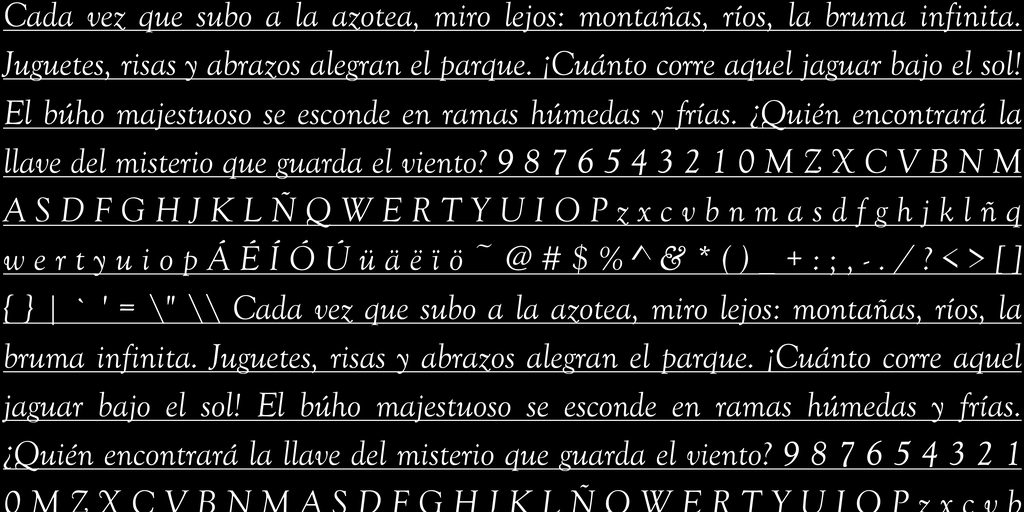 Cada vez que subo a la azotea, miro lejos: montañas, ríos, la bruma infinita.
Juguetes, risas y abrazos alegran el parque. ¡Cuánto corre aquel jaguar bajo el sol!
El búho majestuoso se esconde en ramas húmedas y frías. ¿Quién encontrará la
llave del misterio que guarda el viento? 9 8 7 6 5 4 3 2 1 0 M Z X C V B N M
A S D F G H J K L Ñ Q W E R T Y U I O P z x c v b n m a s d f g h j k l ñ q
w e r t y u i o p Á É Í Ó Ú ü ä ë ï ö ~ @ # $ % ^ & * ( ) _ + : ; , - . / ? < > [ ]
{ } | ` ' = \" \\ Cada vez que subo a la azotea, miro lejos: montañas, ríos, la
bruma infinita. Juguetes, risas y abrazos alegran el parque. ¡Cuánto corre aquel
jaguar bajo el sol! El búho majestuoso se esconde en ramas húmedas y frías.
¿Quién encontrará la llave del misterio que guarda el viento? 9 8 7 6 5 4 3 2 1
0 M Z X C V B N M A S D F G H J K L Ñ Q W E R T Y U I O P z x c v b